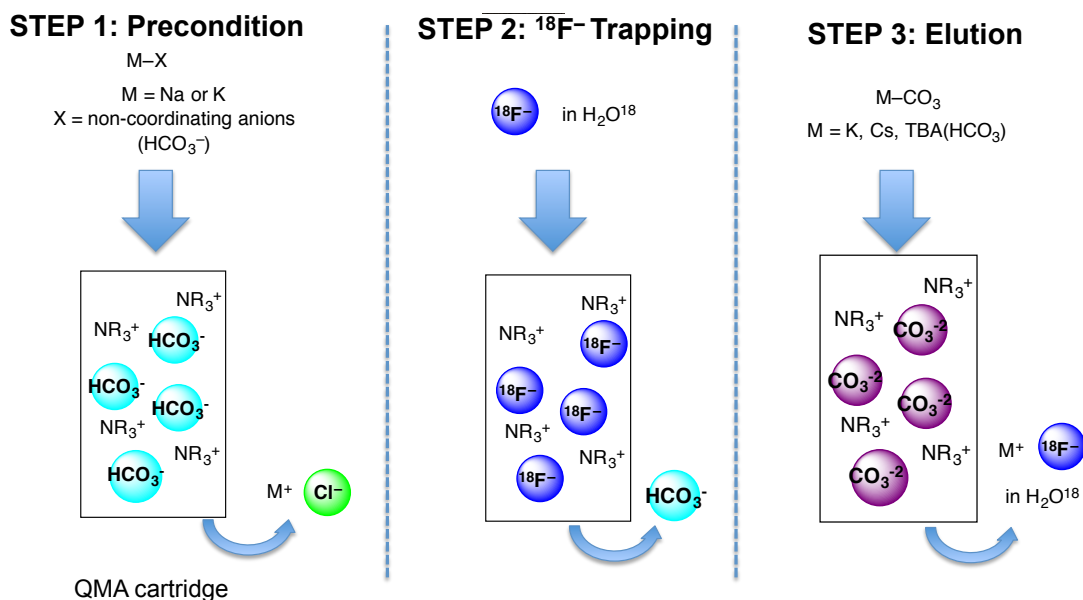 STEP 1: Precondition
M–X
M = Na or K
X = non-coordinating anions
(HCO₃⁻)
NR₃⁺
NR₃⁺
HCO₃⁻
HCO₃⁻
HCO₃⁻
NR₃⁺
NR₃⁺
HCO₃⁻
M⁺ Cl⁻
QMA cartridge
STEP 2: ¹⁸F⁻ Trapping
¹⁸F⁻ in H₂O¹⁸
NR₃⁺
NR₃⁺
¹⁸F⁻
¹⁸F⁻
¹⁸F⁻
NR₃⁺
NR₃⁺
¹⁸F⁻
HCO₃⁻
STEP 3: Elution
M–CO₃
M = K, Cs, TBA(HCO₃)
NR₃⁺
NR₃⁺
CO₃⁻²
CO₃⁻²
CO₃⁻²
NR₃⁺
NR₃⁺
CO₃⁻²
M⁺ ¹⁸F⁻
in H₂O¹⁸